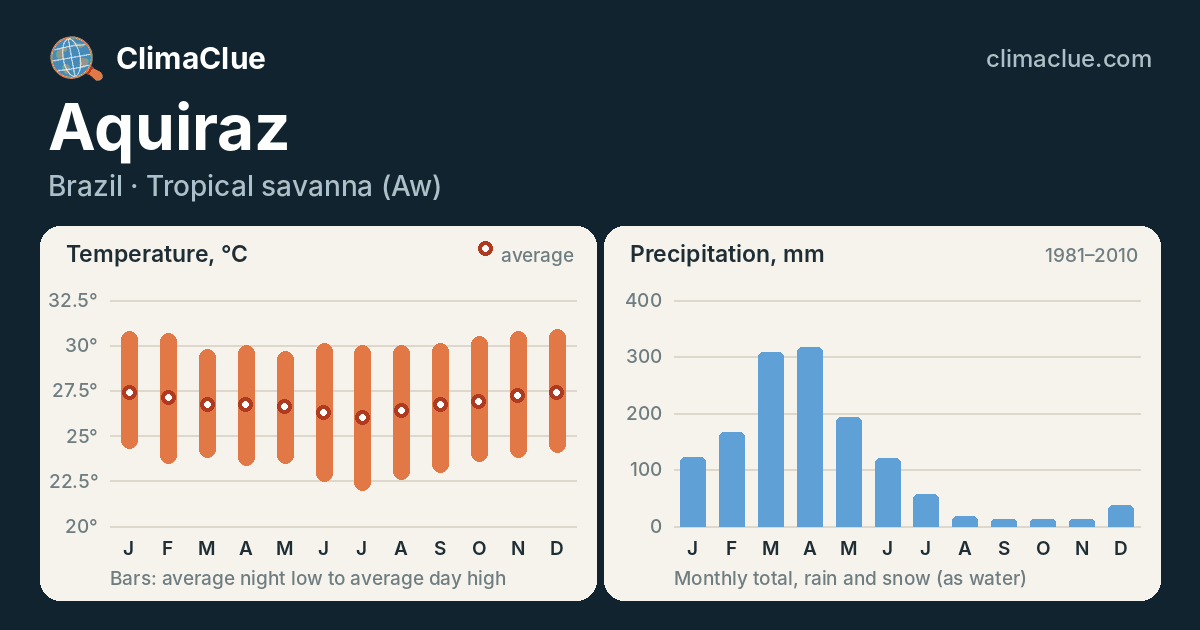 ClimaClue
climaclue.com
Aquiraz
Brazil · Tropical savanna (Aw)
Temperature, °C
average
32.5°
30°
27.5°
25°
22.5°
20°
J F M A M J J A S O N D
Bars: average night low to average day high
Precipitation, mm
1981–2010
400
300
200
100
0
J F M A M J J A S O N D
Monthly total, rain and snow (as water)